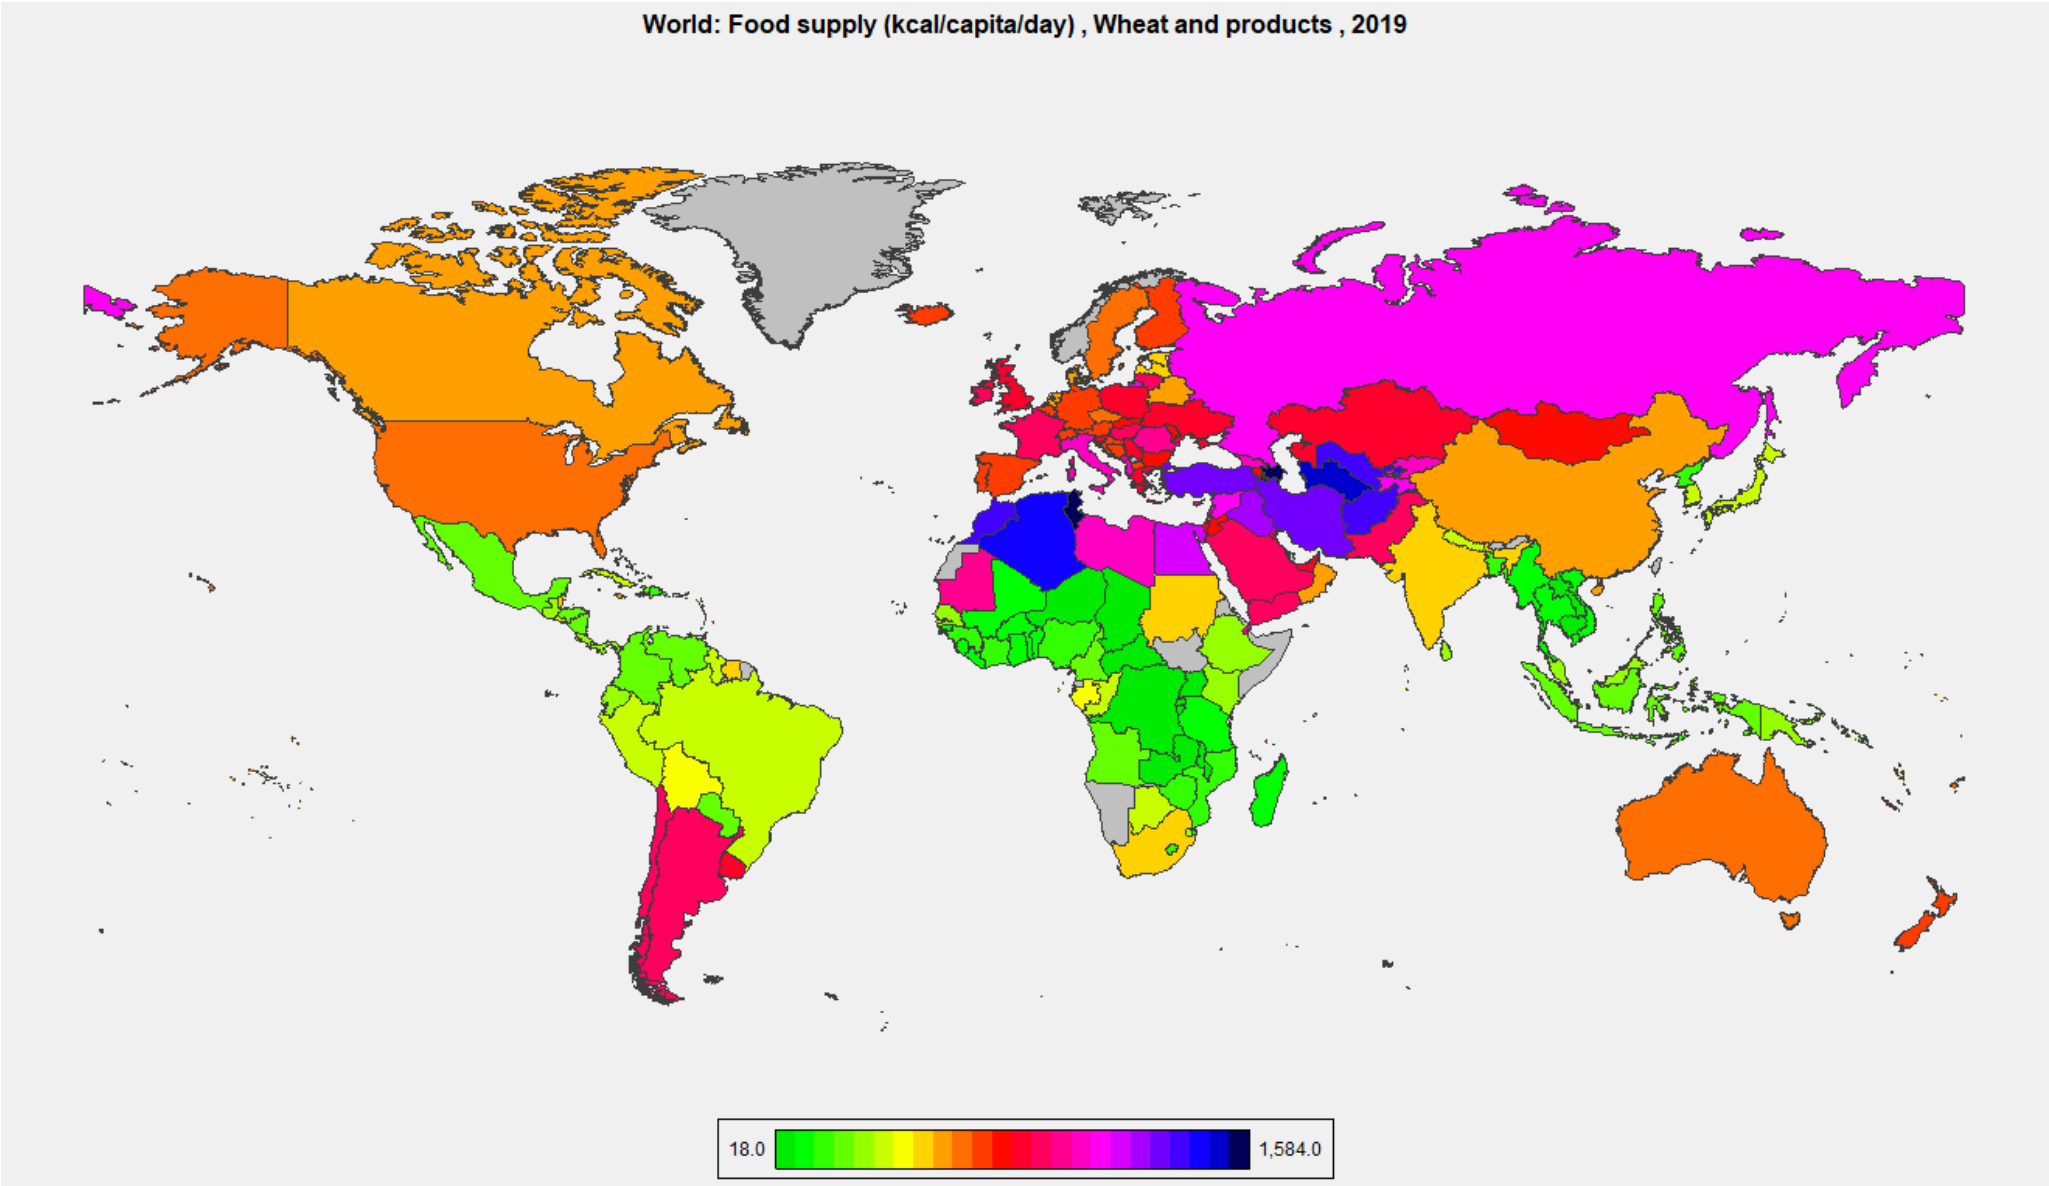 World: Food supply (kcal/capita/day) , Wheat and products , 2019
18.0 1,584.0